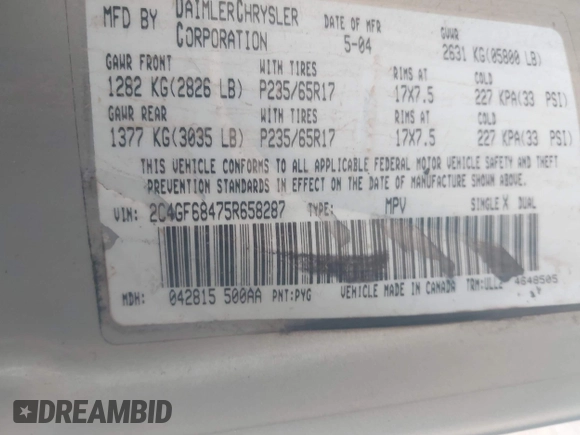 MFD BY DAIMLERCHRYSLER CORPORATION
DATE OF MFR 5-04
GVWR 2631 KG(05800 LB)
GAWR FRONT WITH TIRES RIMS AT COLD
1282 KG(2826 LB) P235/65R17 17X7.5 227 KPA(33 PSI)
GAWR REAR WITH TIRES RIMS AT COLD
1377 KG(3035 LB) P235/65R17 17X7.5 227 KPA(33 PSI)
THIS VEHICLE CONFORMS TO ALL APPLICABLE FEDERAL MOTOR VEHICLE SAFETY AND THEFT
PREVENTION STANDARDS IN EFFECT ON THE DATE OF MANUFACTURE SHOWN ABOVE.
VIN: 2C4GF68475R658287 TYPE: MPV SINGLE X DUAL
MDH: 042815 500AA PNT:PYG VEHICLE MADE IN CANADA TRM:ULL2 4848505
DREAMBID